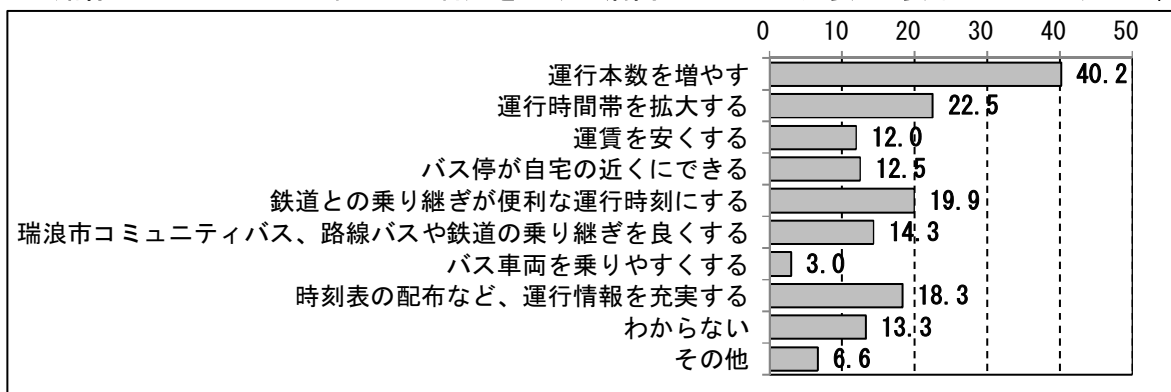 0 10 20 30 40 50
運行本数を増やす 40.2
運行時間帯を拡大する 22.5
運賃を安くする 12.0
バス停が自宅の近くにできる 12.5
鉄道との乗り継ぎが便利な運行時刻にする 19.9
瑞浪市コミュニティバス、路線バスや鉄道の乗り継ぎを良くする 14.3
バス車両を乗りやすくする 3.0
時刻表の配布など、運行情報を充実する 18.3
わからない 13.3
その他 6.6